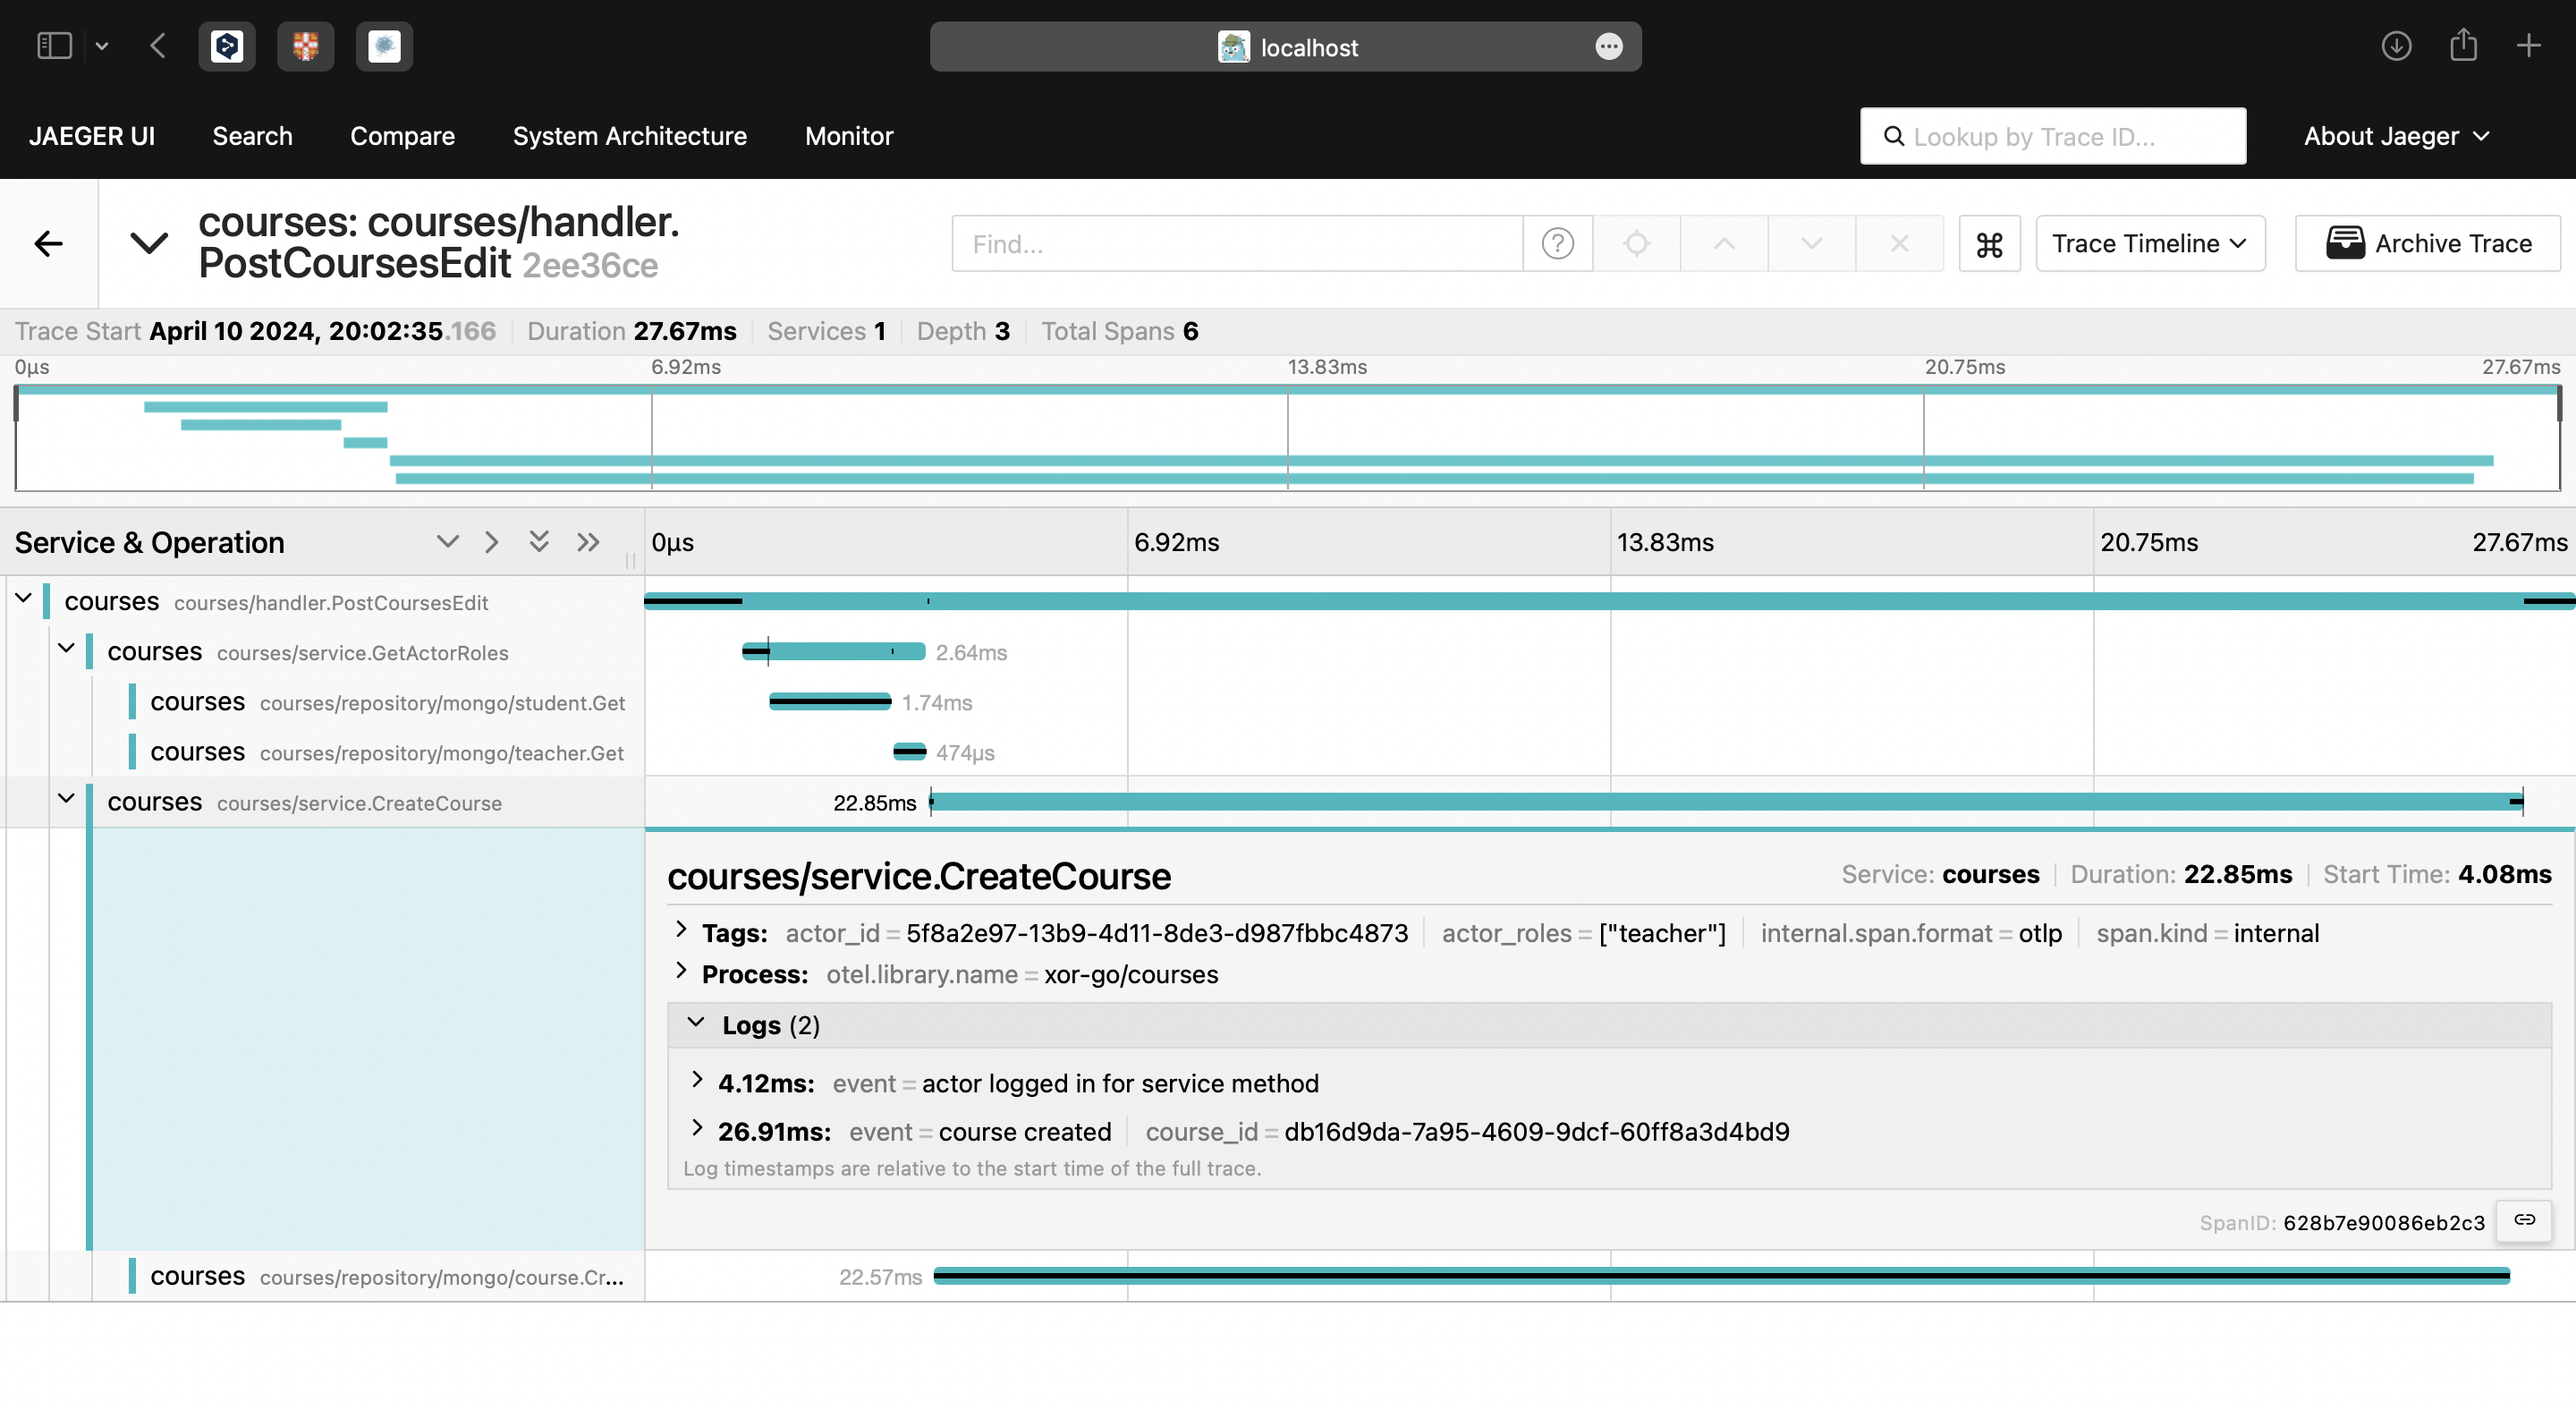 localhost
JAEGER UI Search Compare System Architecture Monitor Lookup by Trace ID... About Jaeger
courses: courses/handler.
PostCoursesEdit 2ee36ce
Find... Trace Timeline Archive Trace
Trace Start April 10 2024, 20:02:35.166 Duration 27.67ms Services 1 Depth 3 Total Spans 6
0μs 6.92ms 13.83ms 20.75ms 27.67ms
Service & Operation 0μs 6.92ms 13.83ms 20.75ms 27.67ms
courses courses/handler.PostCoursesEdit
courses courses/service.GetActorRoles 2.64ms
courses courses/repository/mongo/student.Get 1.74ms
courses courses/repository/mongo/teacher.Get 474μs
courses courses/service.CreateCourse 22.85ms
courses/service.CreateCourse Service: courses Duration: 22.85ms Start Time: 4.08ms
Tags: actor_id = 5f8a2e97-13b9-4d11-8de3-d987fbbc4873 actor_roles = ["teacher"] internal.span.format = otlp span.kind = internal
Process: otel.library.name = xor-go/courses
Logs (2)
4.12ms: event = actor logged in for service method
26.91ms: event = course created course_id = db16d9da-7a95-4609-9dcf-60ff8a3d4bd9
Log timestamps are relative to the start time of the full trace.
SpanID: 628b7e90086eb2c3
courses courses/repository/mongo/course.Cr... 22.57ms